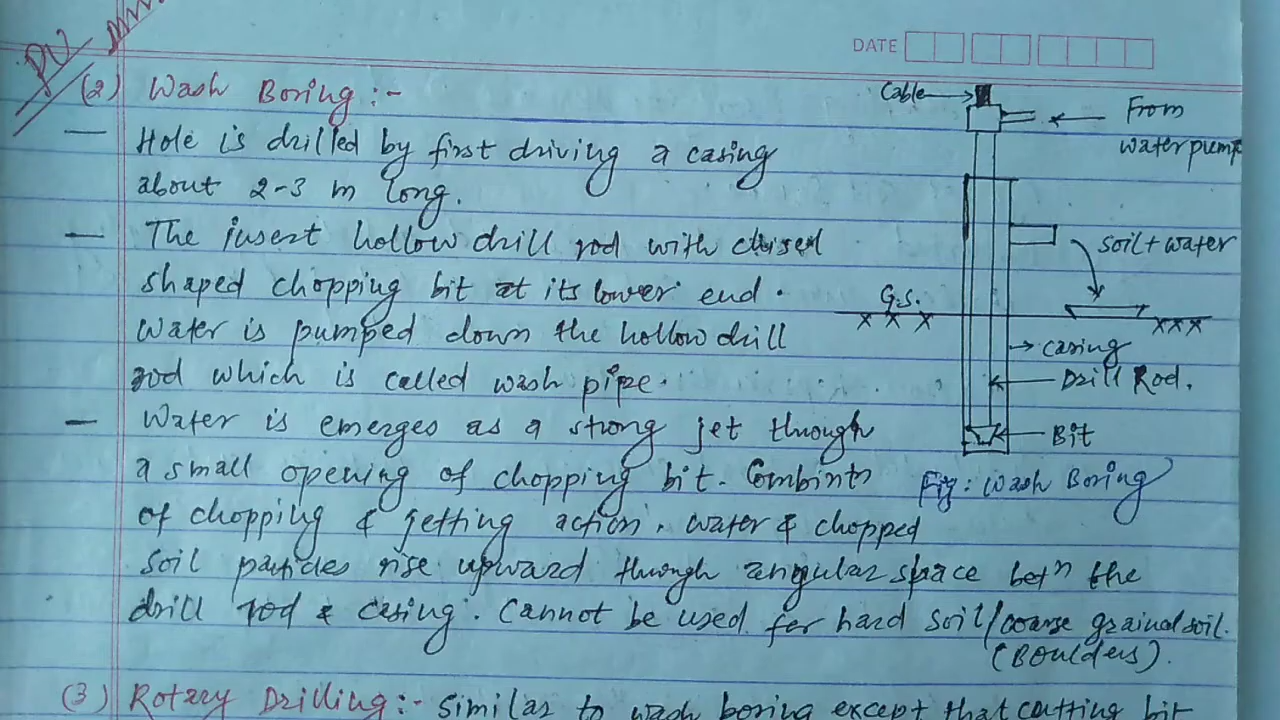 DATE
(2) Wash Boring :-
— Hole is drilled by first driving a casing
about 2-3 m long.
— The insert hollow drill rod with chisel
shaped chopping bit at its lower end.
Water is pumped down the hollow drill
rod which is called wash pipe.
— Water is emerges as a strong jet through
a small opening of chopping bit. Combintn
of chopping & jetting action, water & chopped
soil particles rise upward through angular space betn the
drill rod & casing. Cannot be used for hard soil/coarse grained soil.
(Boulders).
(3) Rotary Drilling :- Similar to wash boring except that cutting bit
Cable
From
water pump
soil + water
G.S.
casing
Drill Rod.
Bit
Fig: Wash Boring